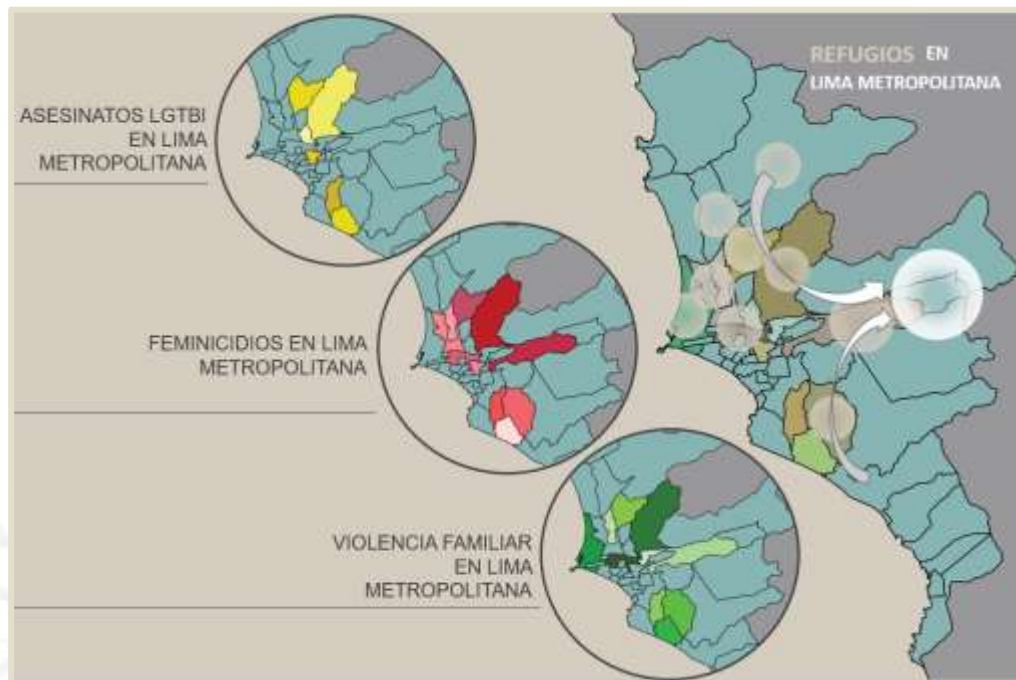 REFUGIOS EN
LIMA METROPOLITANA
ASESINATOS LGTBI
EN LIMA
METROPOLITANA
FEMINICIDIOS EN LIMA
METROPOLITANA
VIOLENCIA FAMILIAR
EN LIMA
METROPOLITANA